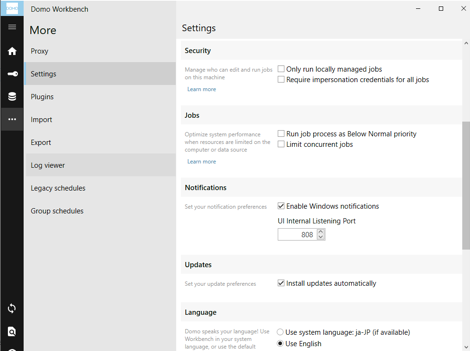 DOMO
Domo Workbench
More
Proxy
Settings
Plugins
Import
Export
Log viewer
Legacy schedules
Group schedules
Settings
Security
Manage who can edit and run jobs
on this machine
Learn more
Only run locally managed jobs
Require impersonation credentials for all jobs
Jobs
Optimize system performance
when resources are limited on the
computer or data source
Learn more
Run job process as Below Normal priority
Limit concurrent jobs
Notifications
Set your notification preferences
Enable Windows notifications
UI Internal Listening Port
808
Updates
Set your update preferences
Install updates automatically
Language
Domo speaks your language! Use
Workbench in your system
language, or use the default
Use system language: ja-JP (if available)
Use English